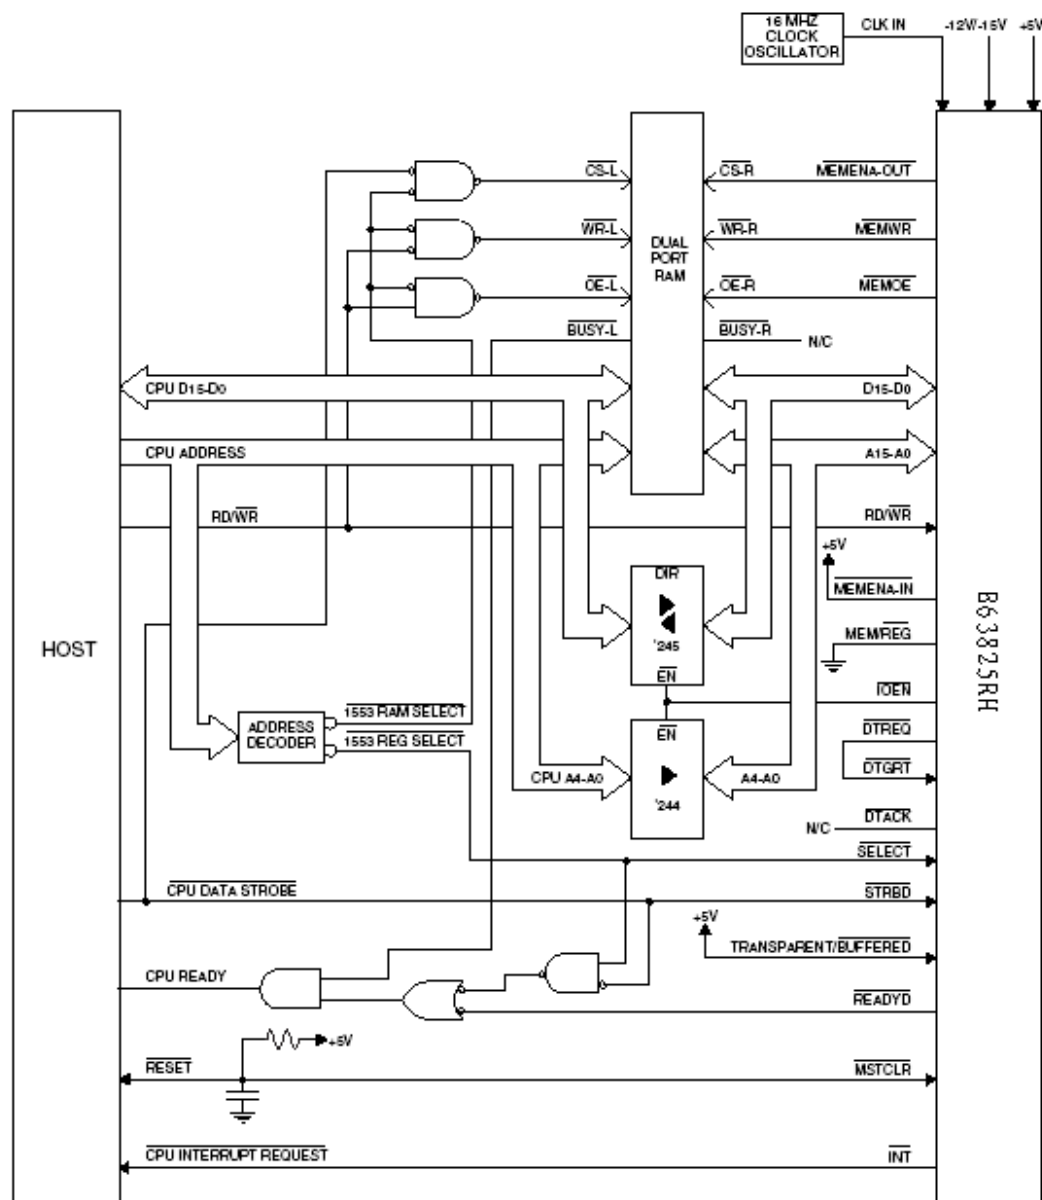 16 MHZ
CLOCK
OSCILLATOR
CLK IN
-12V/-15V
+5V
CS-L
CS-R
MEMENA-OUT
WR-L
WR-R
MEMWR
DUAL
PORT
RAM
OE-L
OE-R
MEMOE
BUSY-L
BUSY-R
N/C
CPU D15-D0
D15-D0
CPU ADDRESS
A15-A0
RD/WR
RD/WR
+5V
DIR
'245
EN
MEMENA-IN
MEM/REG
HOST
B63825RH
IOEN
1553 RAM SELECT
ADDRESS
DECODER
1553 REG SELECT
EN
DTREQ
DTGRT
CPU A4-A0
A4-A0
'244
N/C
DTACK
SELECT
CPU DATA STROBE
STRBD
+5V
TRANSPARENT/BUFFERED
CPU READY
READYD
+5V
RESET
MSTCLR
CPU INTERRUPT REQUEST
INT